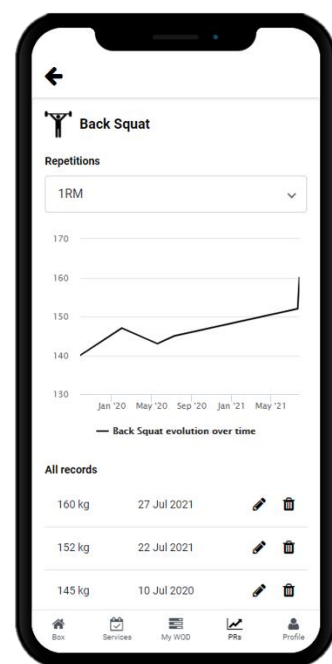 Back Squat
Repetitions
1RM
170
160
150
140
130
Jan '20 May '20 Sep '20 Jan '21 May '21
Back Squat evolution over time
All records
160 kg 27 Jul 2021
152 kg 22 Jul 2021
145 kg 10 Jul 2020
Box Services My WOD PRs Profile